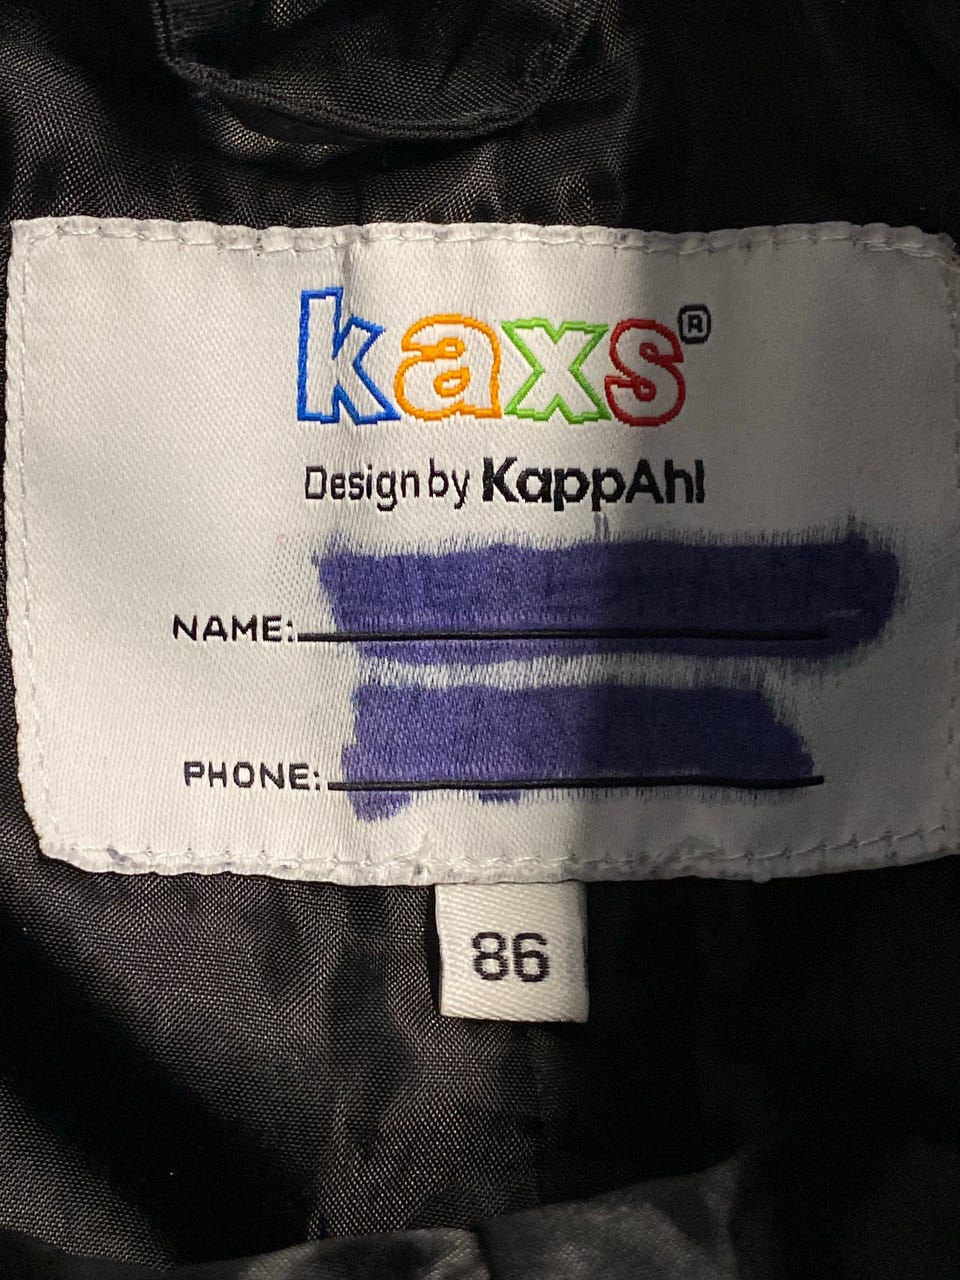 kaxs®
Design by KappAhl
NAME:
PHONE:
86